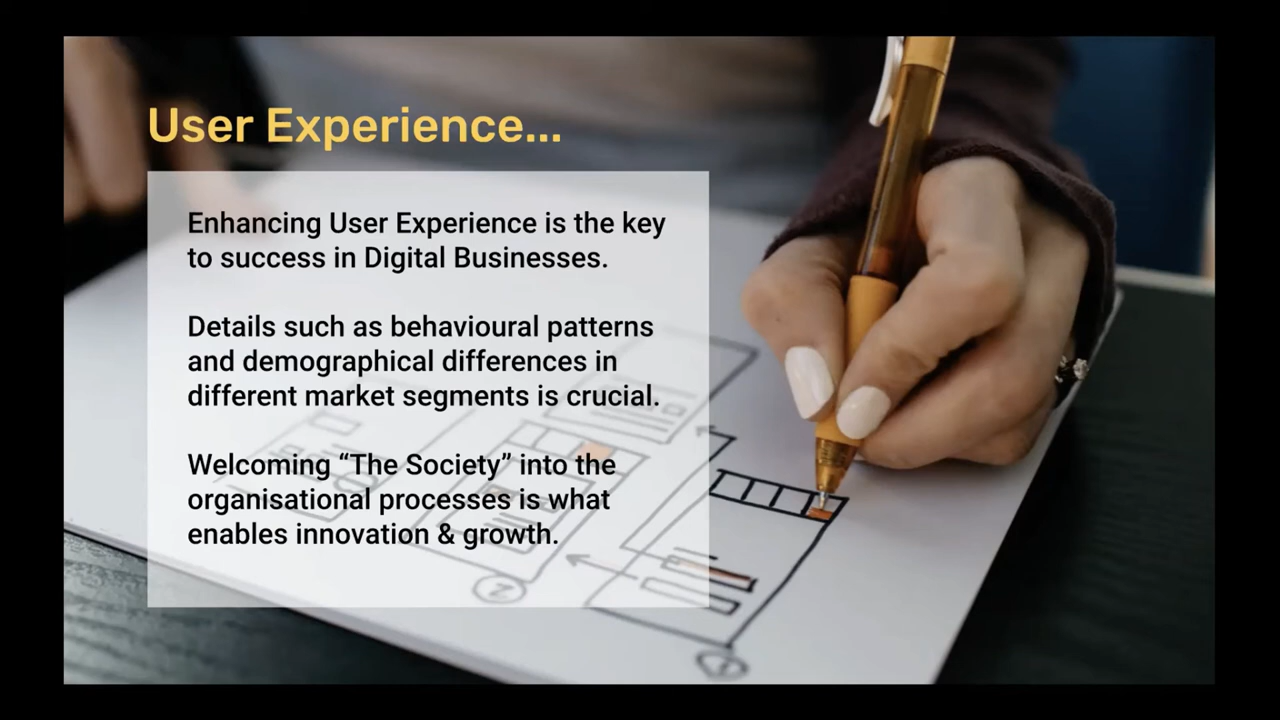 User Experience...
Enhancing User Experience is the key
to success in Digital Businesses.
Details such as behavioural patterns
and demographical differences in
different market segments is crucial.
Welcoming “The Society” into the
organisational processes is what
enables innovation & growth.